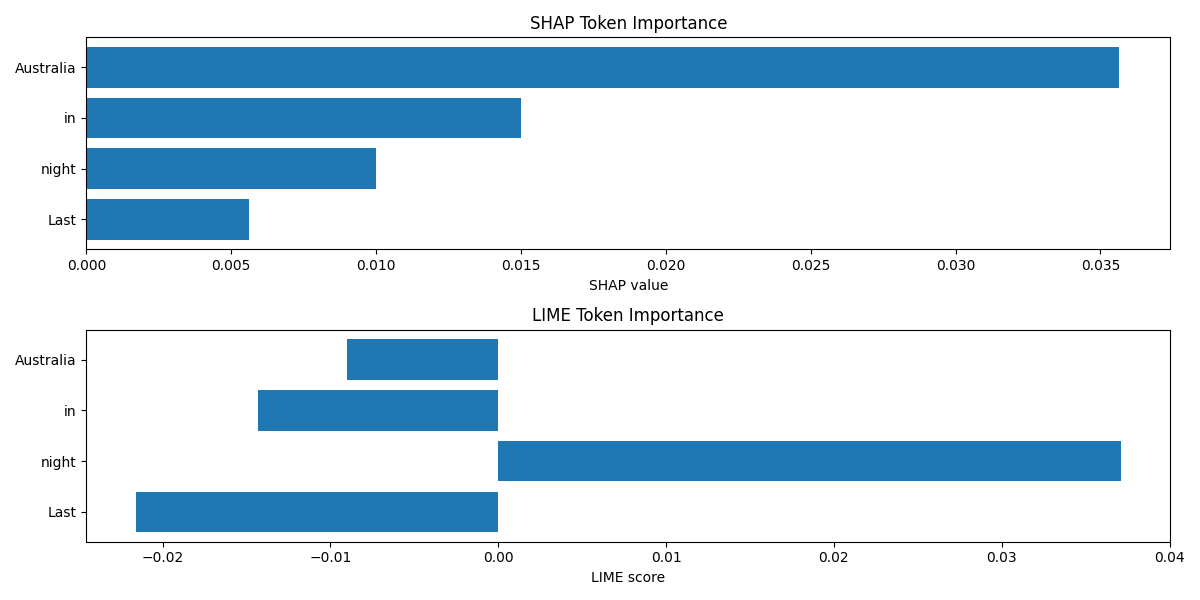 SHAP Token Importance
Australia
in
night
Last
0.000 0.005 0.010 0.015 0.020 0.025 0.030 0.035
SHAP value
LIME Token Importance
Australia
in
night
Last
−0.02 −0.01 0.00 0.01 0.02 0.03 0.04
LIME score